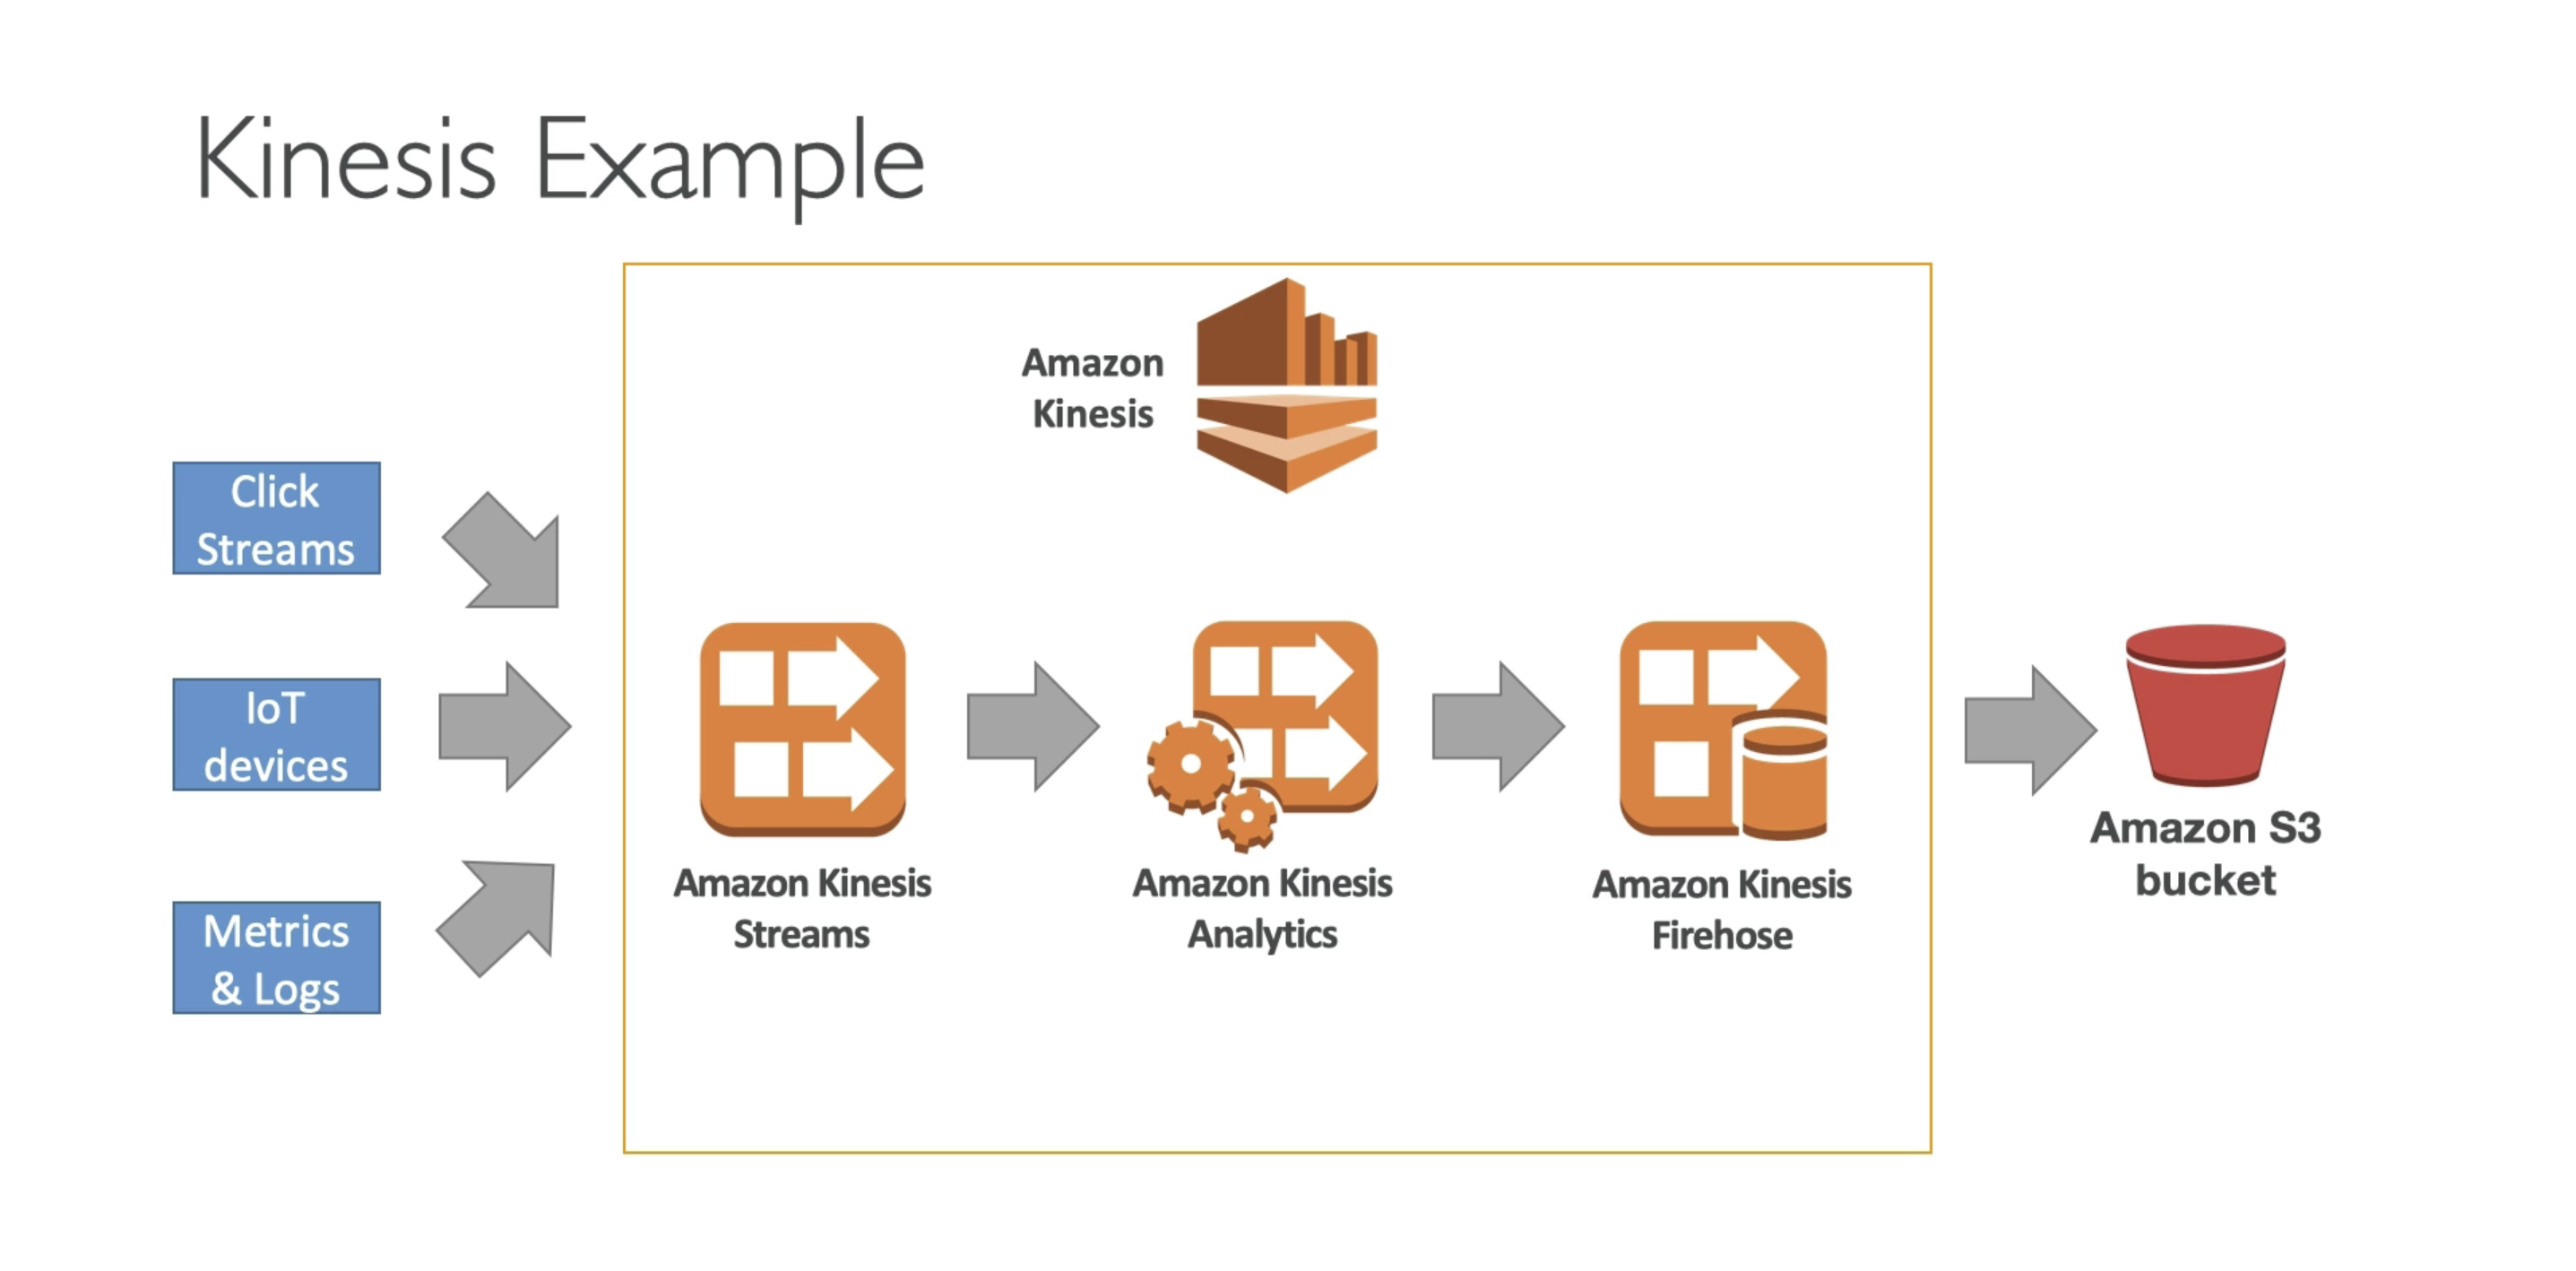 Kinesis Example
Amazon
Kinesis
Click
Streams
IoT
devices
Metrics
& Logs
Amazon Kinesis
Streams
Amazon Kinesis
Analytics
Amazon Kinesis
Firehose
Amazon S3
bucket